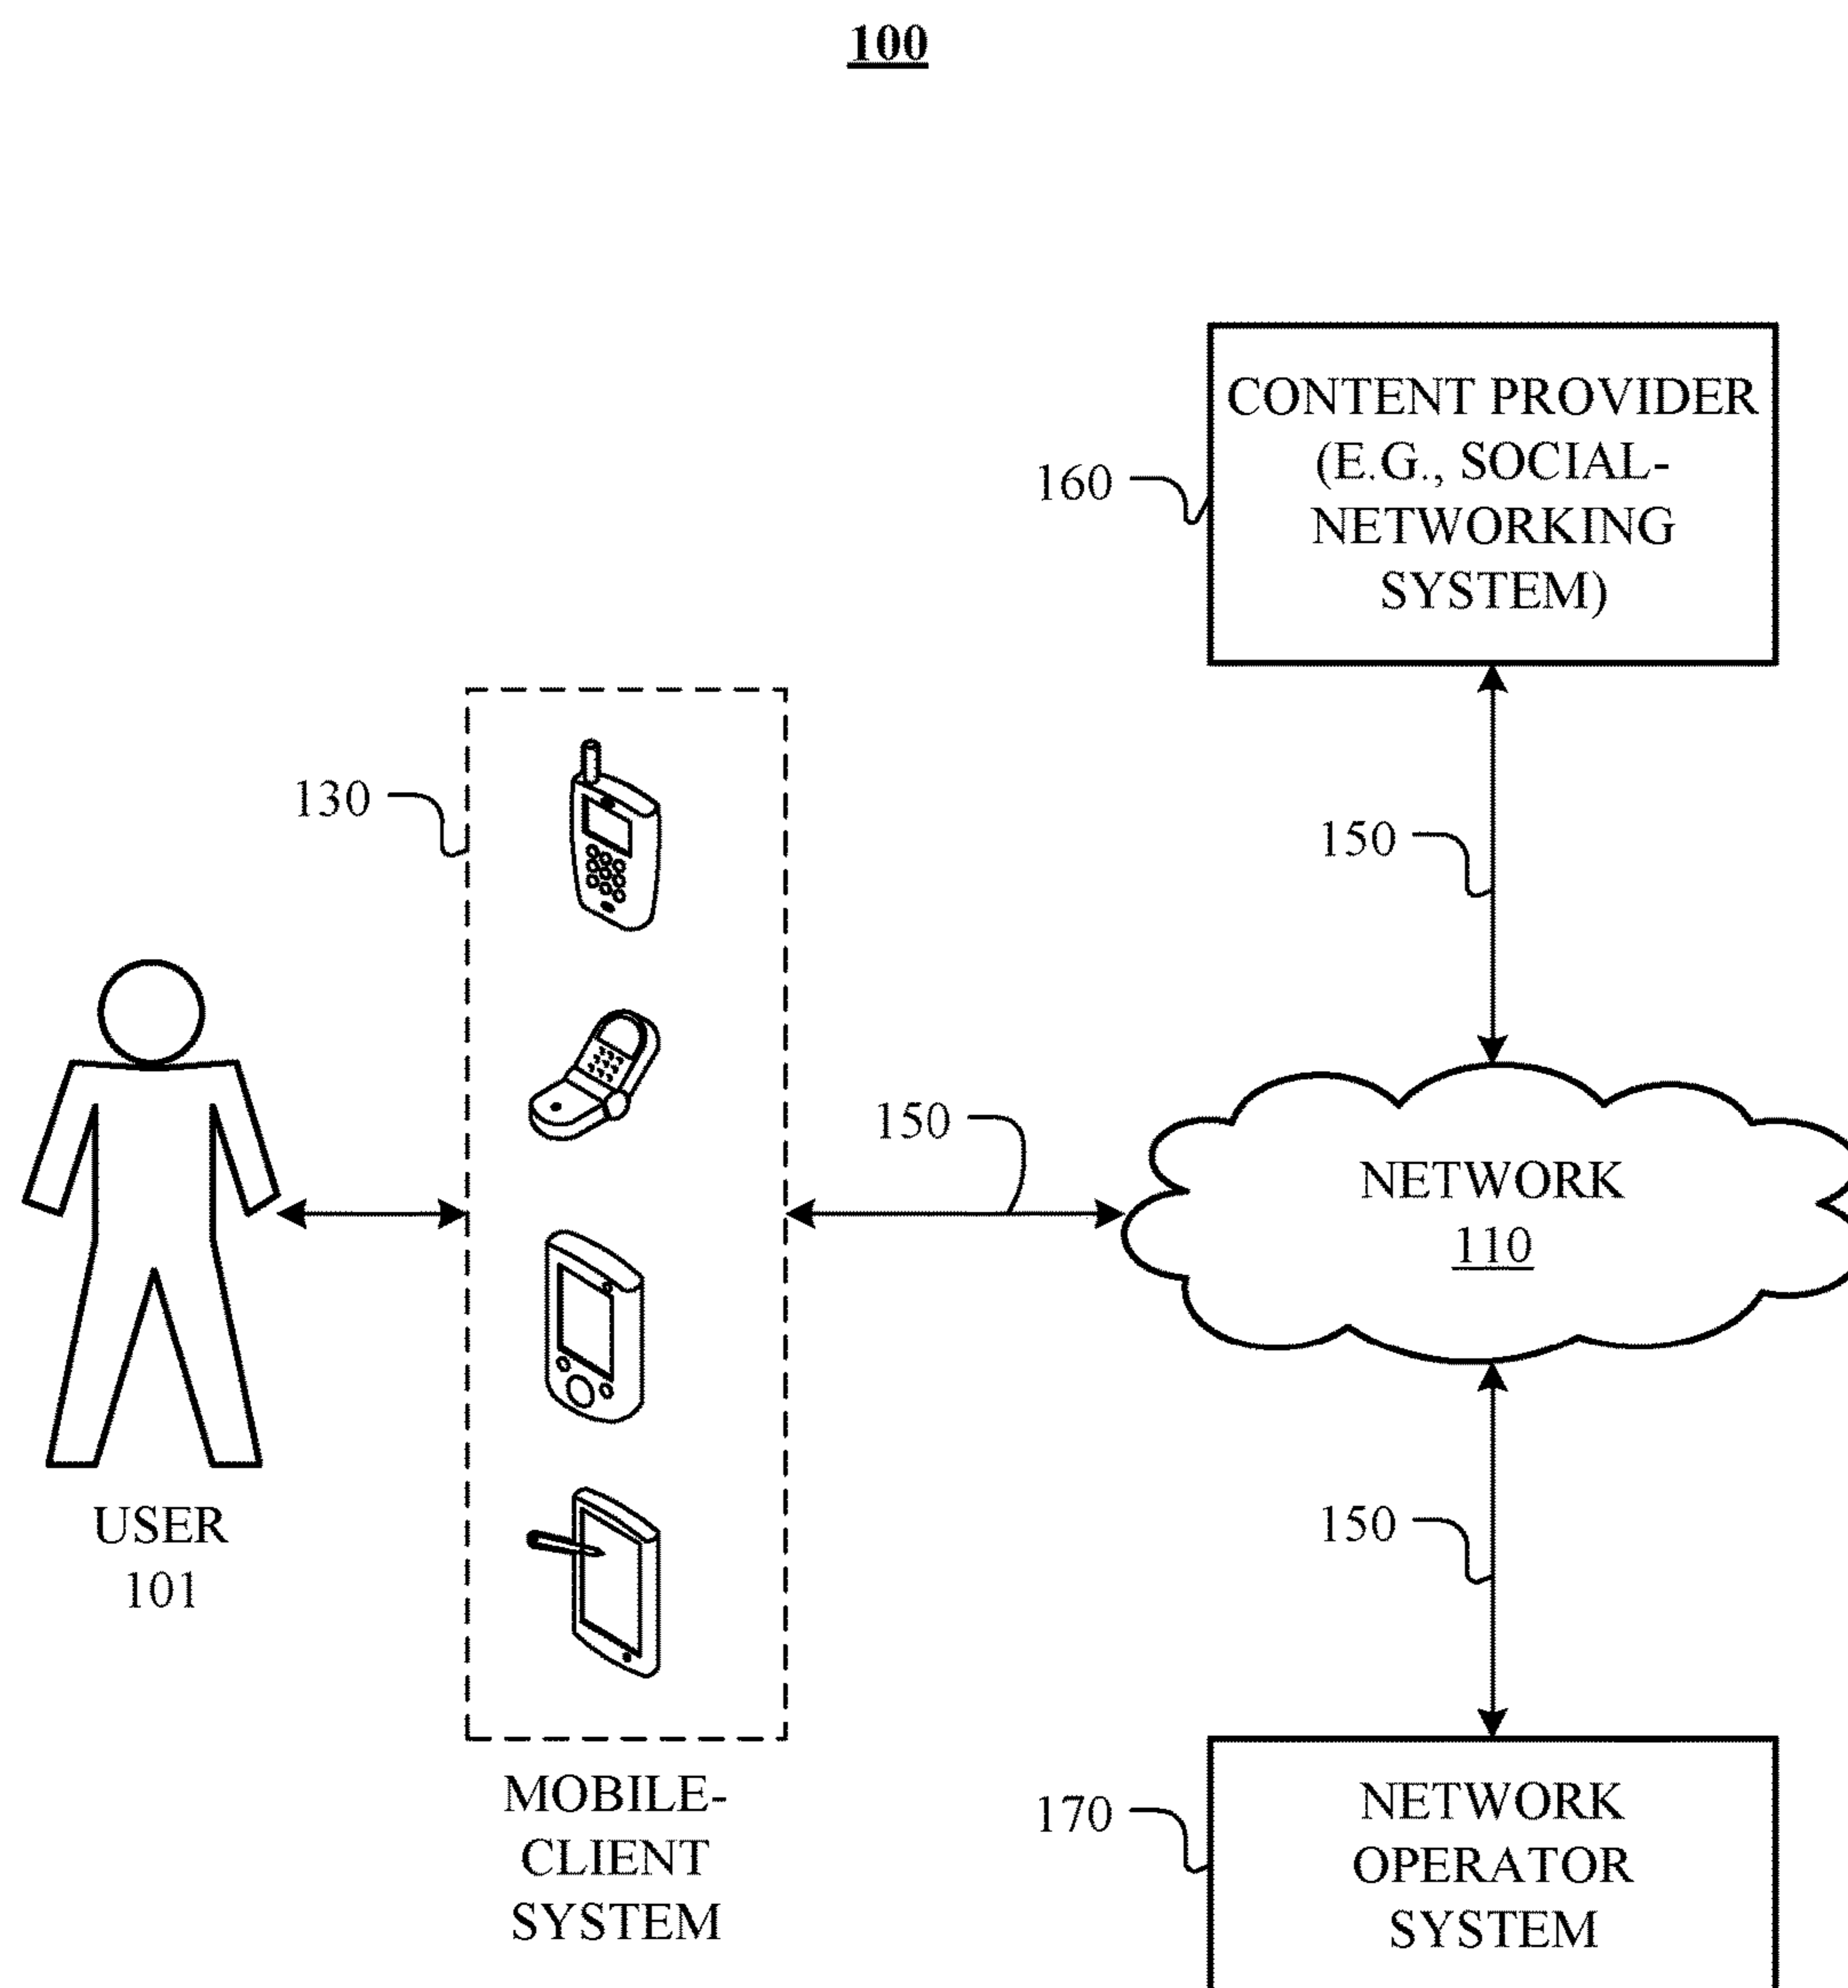 100
CONTENT PROVIDER
(E.G., SOCIAL-
NETWORKING
SYSTEM)
160
130
150
150
NETWORK
110
150
USER
101
MOBILE-
CLIENT
SYSTEM
170
NETWORK
OPERATOR
SYSTEM